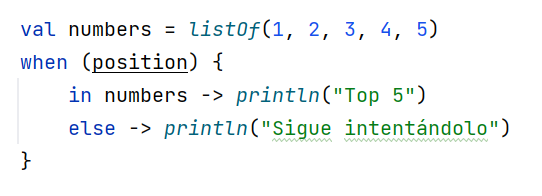 val numbers = listOf(1, 2, 3, 4, 5)
when (position) {
    in numbers -> println("Top 5")
    else -> println("Sigue intentándolo")
}